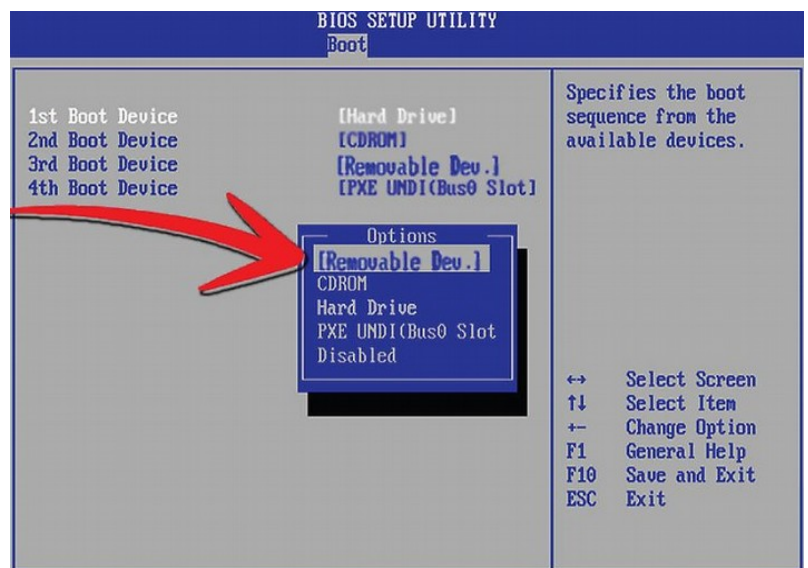 BIOS SETUP UTILITY
Boot
1st Boot Device [Hard Drive]
2nd Boot Device [CDROM]
3rd Boot Device [Removable Dev.]
4th Boot Device [PXE UNDI(Bus0 Slot]
Options
[Removable Dev.]
CDROM
Hard Drive
PXE UNDI(Bus0 Slot
Disabled
Specifies the boot
sequence from the
available devices.
↔ Select Screen
↑↓ Select Item
+- Change Option
F1 General Help
F10 Save and Exit
ESC Exit